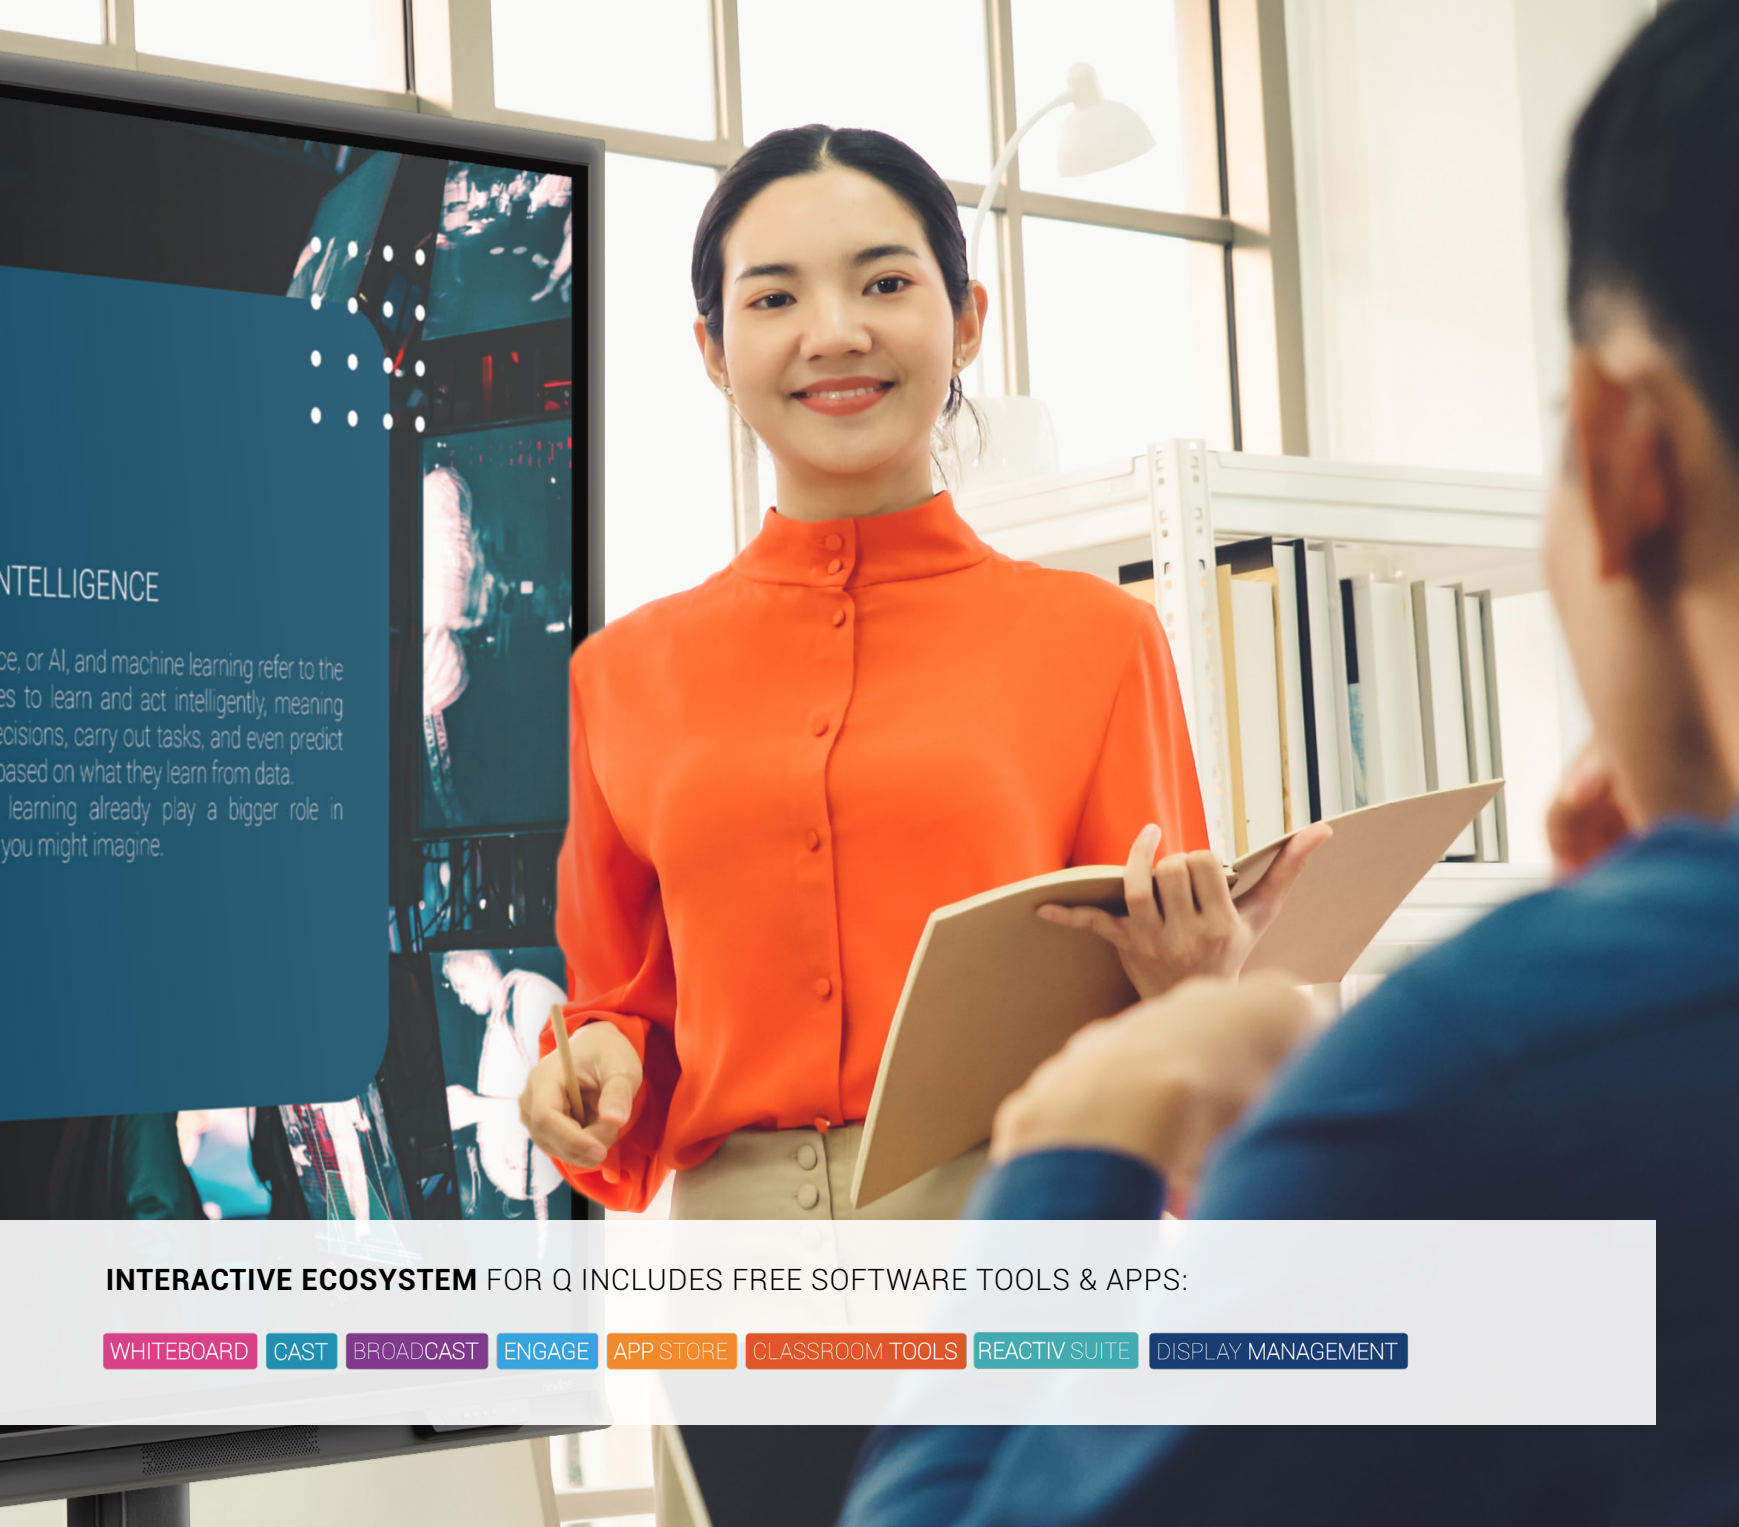 NTELLIGENCE
ce, or AI, and machine learning refer to the
es to learn and act intelligently, meaning
ecisions, carry out tasks, and even predict
based on what they learn from data.
learning already play a bigger role in
you might imagine.
INTERACTIVE ECOSYSTEM FOR Q INCLUDES FREE SOFTWARE TOOLS & APPS:
WHITEBOARD CAST BROADCAST ENGAGE APP STORE CLASSROOM TOOLS REACTIV SUITE DISPLAY MANAGEMENT